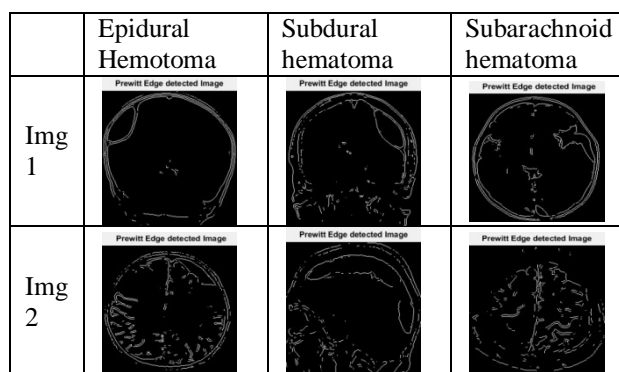 Epidural
Hemotoma
Subdural
hematoma
Subarachnoid
hematoma
Img
1
Prewitt Edge detected Image
Prewitt Edge detected Image
Prewitt Edge detected Image
Img
2
Prewitt Edge detected Image
Prewitt Edge detected Image
Prewitt Edge detected Image